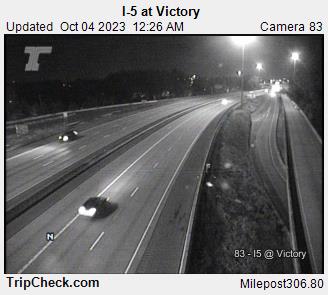 I-5 at Victory
Updated Oct 04 2023 12:26 AM Camera 83
T
N
83 - I5 @ Victory
TripCheck.com Milepost306.80